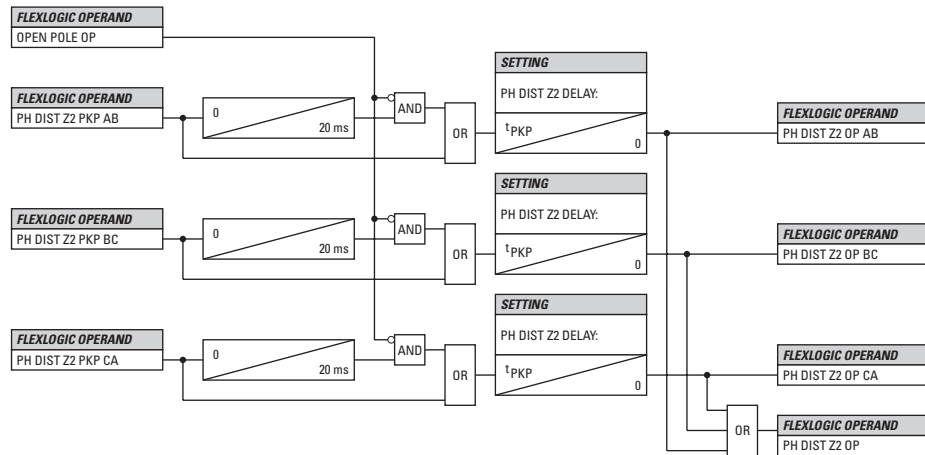 FLEXLOGIC OPERAND
OPEN POLE OP
FLEXLOGIC OPERAND
PH DIST Z2 PKP AB
0
20 ms
AND
OR
SETTING
PH DIST Z2 DELAY:
tPKP
0
FLEXLOGIC OPERAND
PH DIST Z2 OP AB
FLEXLOGIC OPERAND
PH DIST Z2 PKP BC
0
20 ms
AND
OR
SETTING
PH DIST Z2 DELAY:
tPKP
0
FLEXLOGIC OPERAND
PH DIST Z2 OP BC
FLEXLOGIC OPERAND
PH DIST Z2 PKP CA
0
20 ms
AND
OR
SETTING
PH DIST Z2 DELAY:
tPKP
0
FLEXLOGIC OPERAND
PH DIST Z2 OP CA
OR
FLEXLOGIC OPERAND
PH DIST Z2 OP